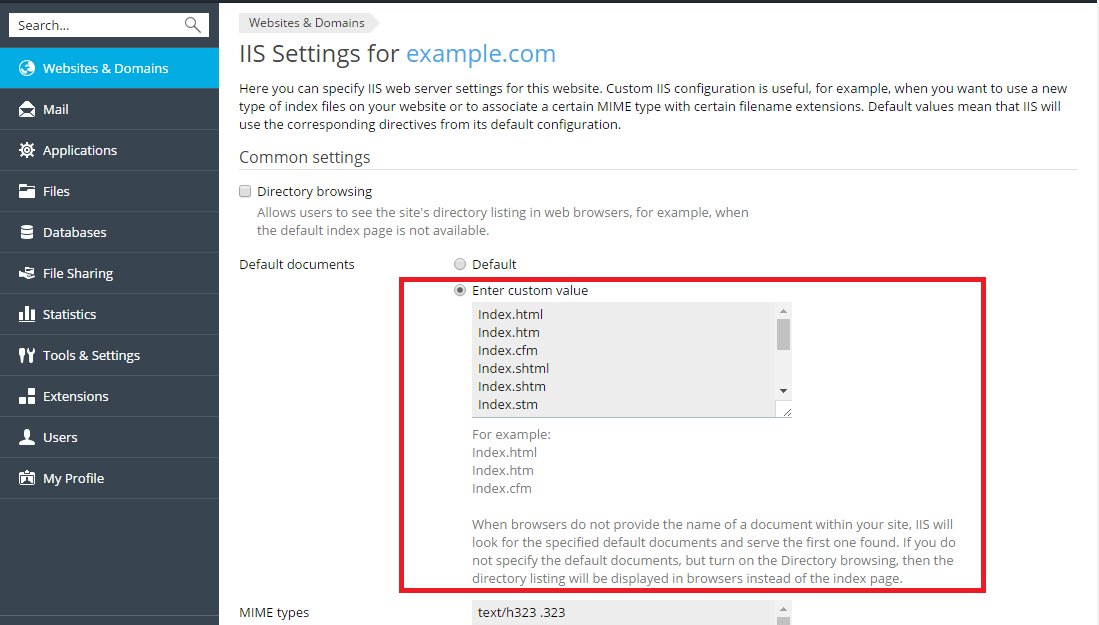 Search...
Websites & Domains
Mail
Applications
Files
Databases
File Sharing
Statistics
Tools & Settings
Extensions
Users
My Profile
Websites & Domains
IIS Settings for example.com
Here you can specify IIS web server settings for this website. Custom IIS configuration is useful, for example, when you want to use a new
type of index files on your website or to associate a certain MIME type with certain filename extensions. Default values mean that IIS will
use the corresponding directives from its default configuration.
Common settings
Directory browsing
Allows users to see the site's directory listing in web browsers, for example, when
the default index page is not available.
Default documents
Default
Enter custom value
Index.html
Index.htm
Index.cfm
Index.shtml
Index.shtm
Index.stm
For example:
Index.html
Index.htm
Index.cfm
When browsers do not provide the name of a document within your site, IIS will
look for the specified default documents and serve the first one found. If you do
not specify the default documents, but turn on the Directory browsing, then the
directory listing will be displayed in browsers instead of the index page.
MIME types
text/h323 .323